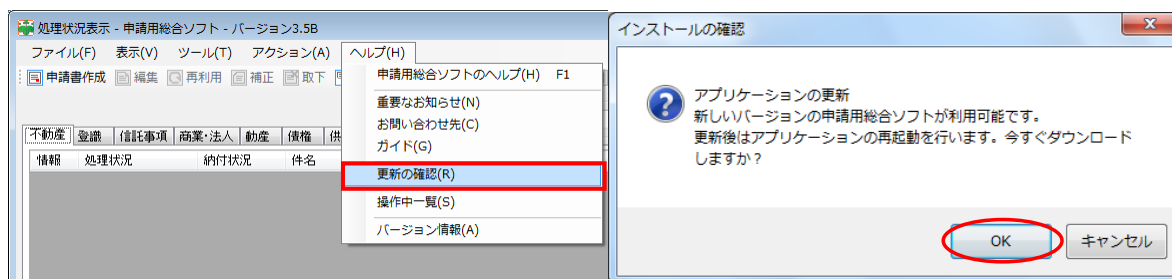 処理状況表示 - 申請用総合ソフト - バージョン3.5B
ファイル(F) 表示(V) ツール(T) アクション(A) ヘルプ(H)
申請書作成 編集 再利用 補正 取下
申請用総合ソフトのヘルプ(H) F1
重要なお知らせ(N)
お問い合わせ先(C)
ガイド(G)
更新の確認(R)
操作中一覧(S)
バージョン情報(A)
不動産 登識 信託事項 商業・法人 動産 債権 供
情報 処理状況 納付状況 件名
インストールの確認
アプリケーションの更新
新しいバージョンの申請用総合ソフトが利用可能です。
更新後はアプリケーションの再起動を行います。今すぐダウンロード
しますか？
OK キャンセル